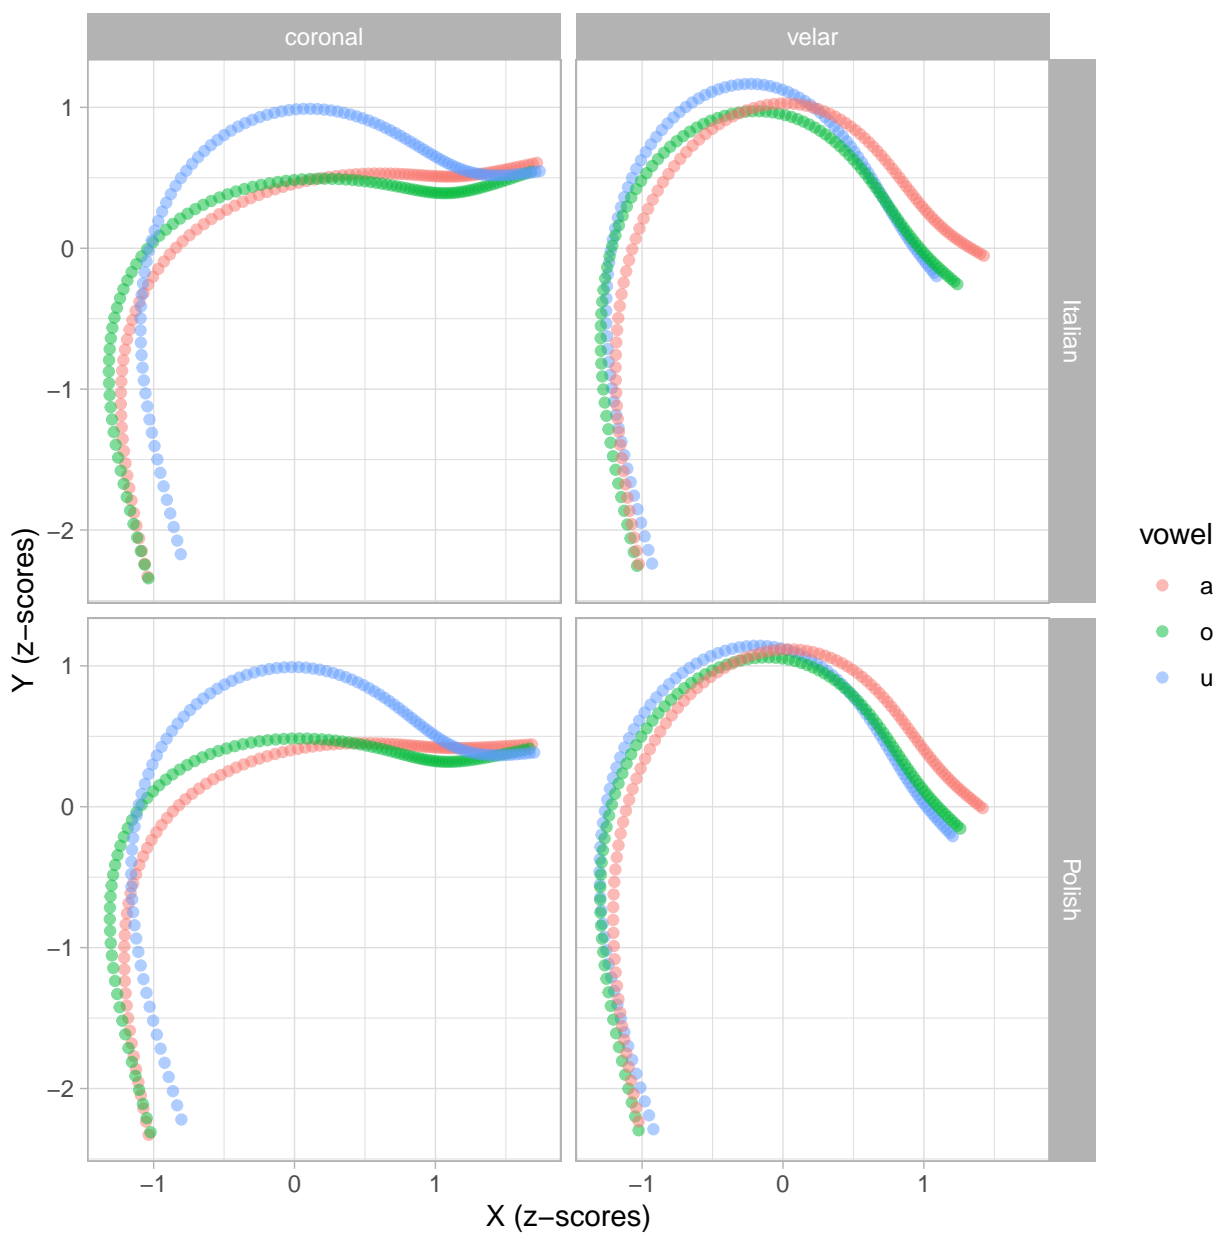 coronal
velar
1
0
−1
−2
Italian
1
0
−1
−2
Polish
−1
0
1
−1
0
1
X (z−scores)
Y (z−scores)
vowel
a
o
u